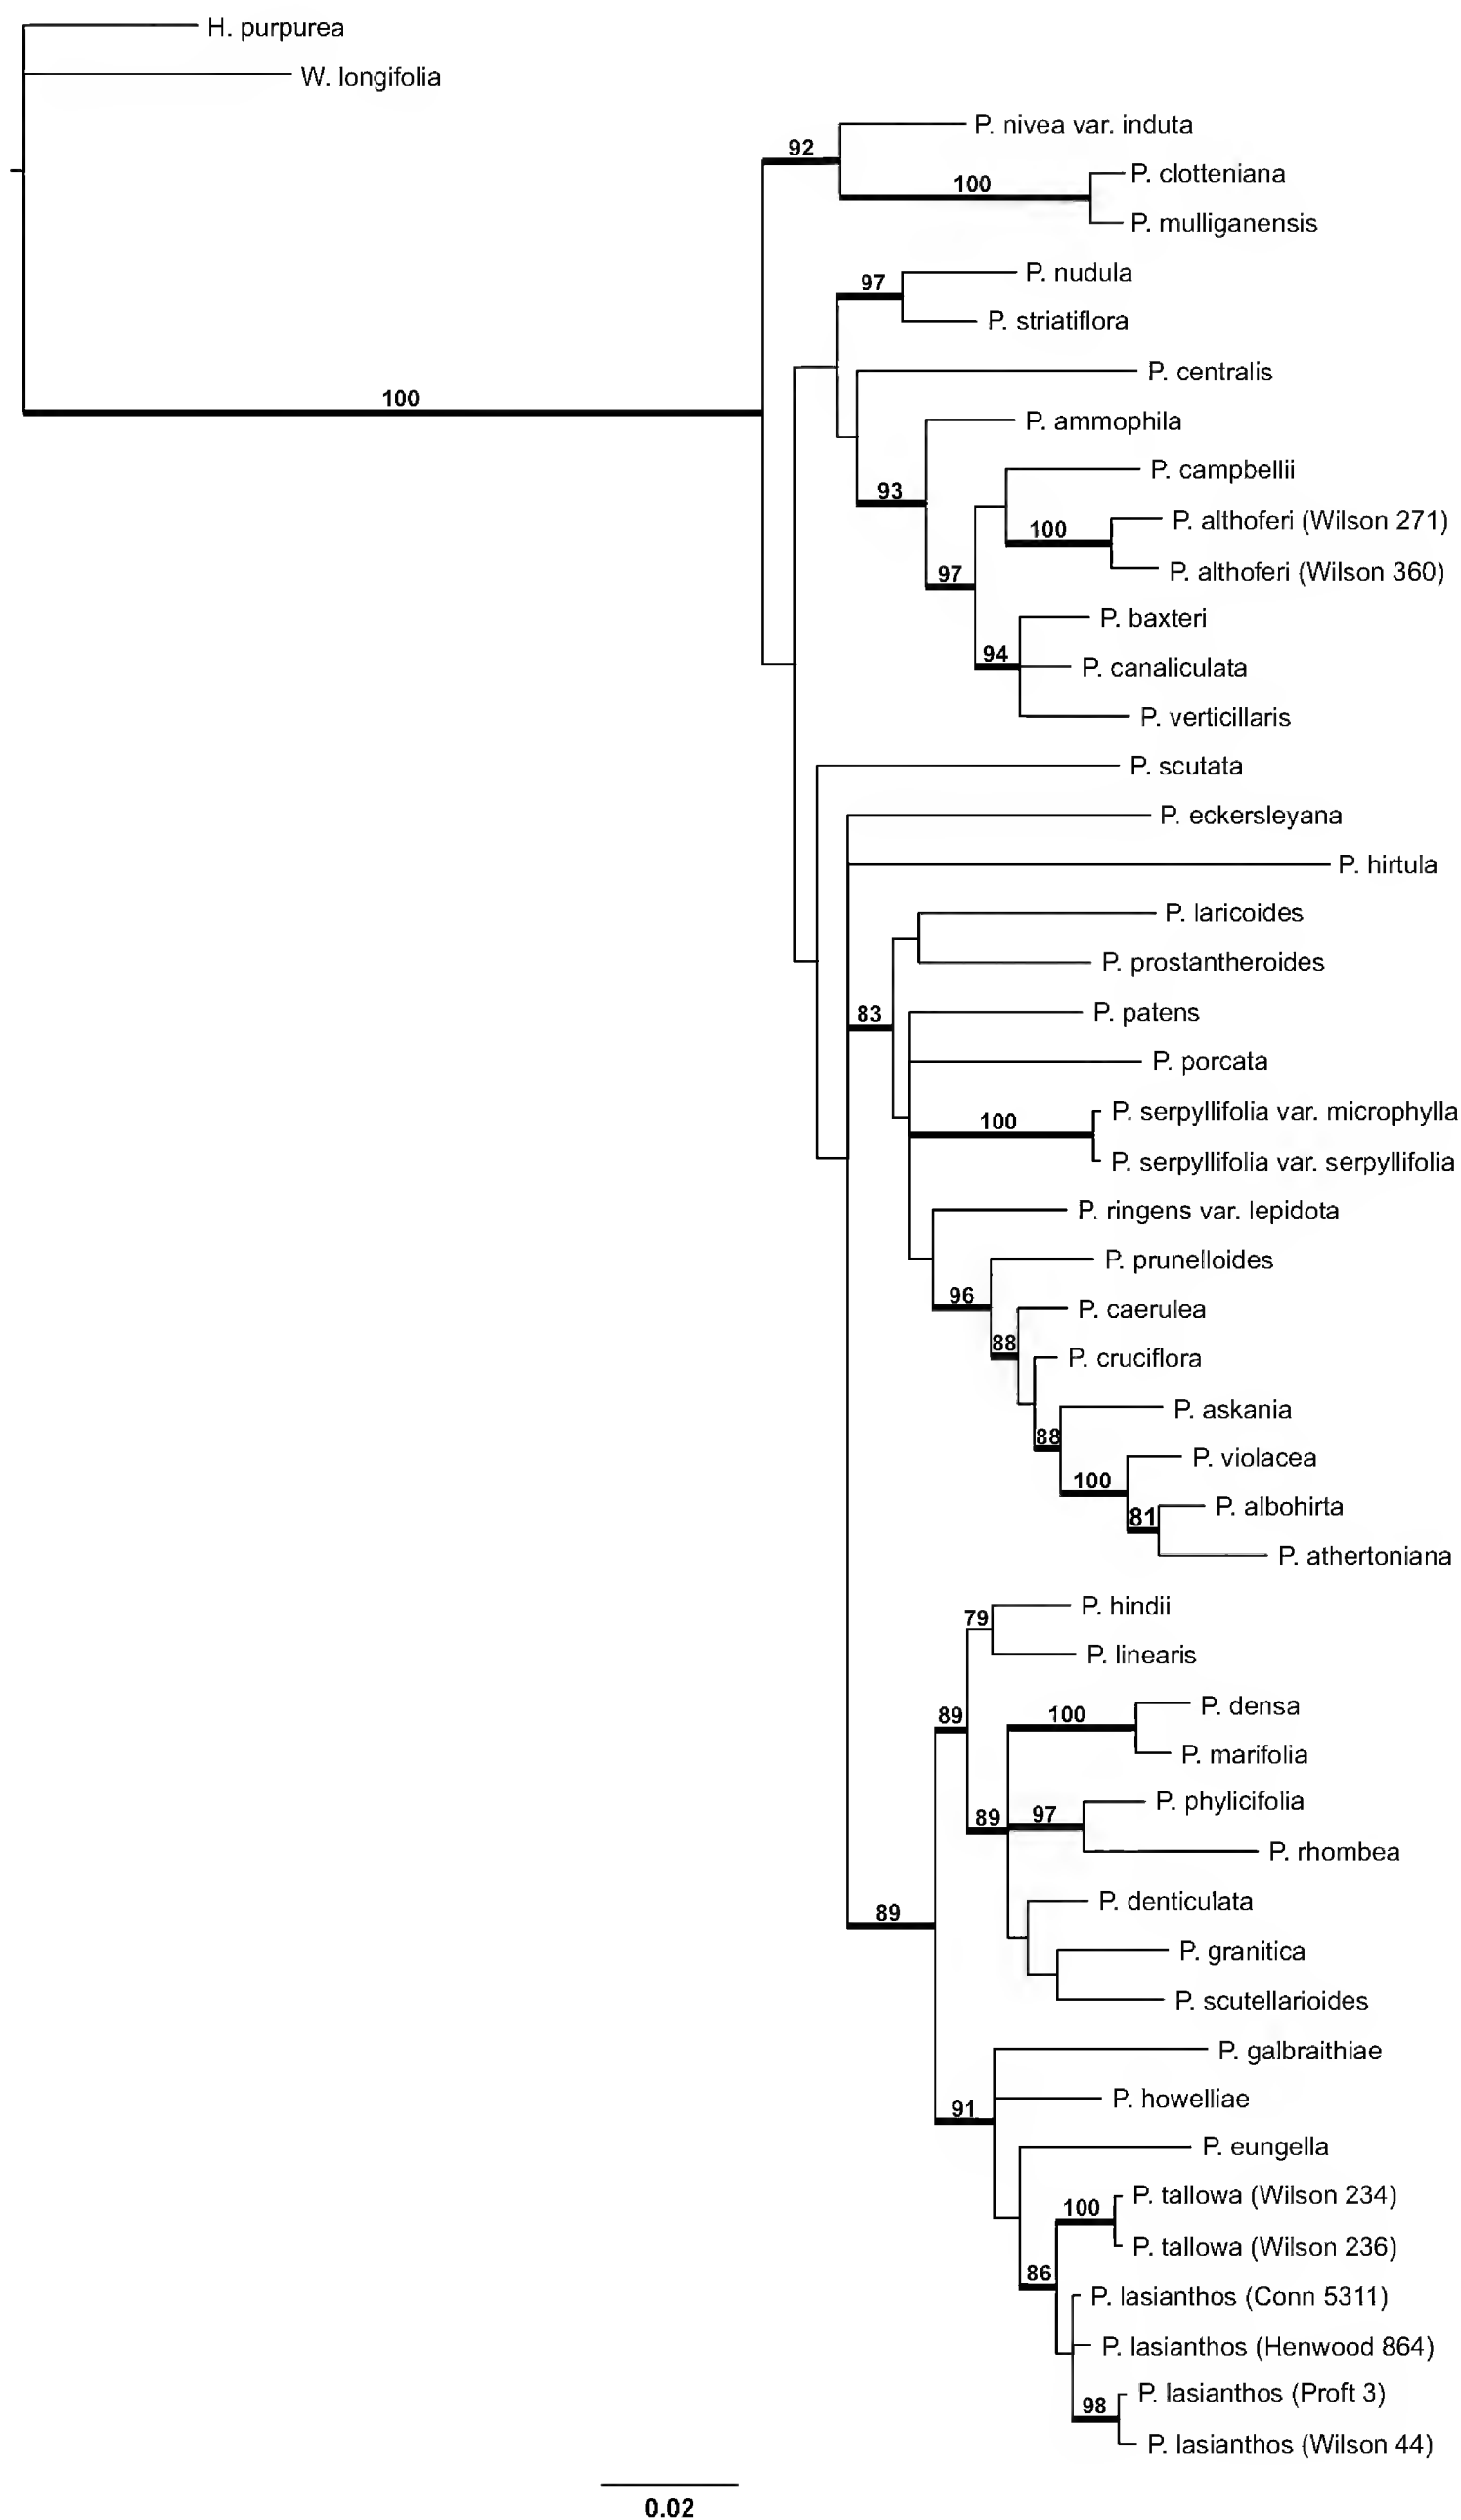 H. purpurea
W. longifolia
P. nivea var. induta
92
P. clotteniana
100
P. mulliganensis
P. nudula
97
P. striatiflora
P. centralis
100
P. ammophila
P. campbellii
93
P. althoferi (Wilson 271)
100
P. althoferi (Wilson 360)
97
P. baxteri
94
P. canaliculata
P. verticillaris
P. scutata
P. eckersleyana
P. hirtula
P. laricoides
P. prostantheroides
83
P. patens
P. porcata
P. serpyllifolia var. microphylla
100
P. serpyllifolia var. serpyllifolia
P. ringens var. lepidota
P. prunelloides
96
P. caerulea
88
P. cruciflora
P. askania
88
P. violacea
100
P. albohirta
81
P. athertoniana
P. hindii
79
P. linearis
P. densa
89
100
P. marifolia
P. phylicifolia
89
97
P. rhombea
P. denticulata
89
P. granitica
P. scutellarioides
P. galbraithiae
P. howelliae
91
P. eungella
P. tallowa (Wilson 234)
100
P. tallowa (Wilson 236)
86
P. lasianthos (Conn 5311)
P. lasianthos (Henwood 864)
P. lasianthos (Proft 3)
98
P. lasianthos (Wilson 44)
0.02